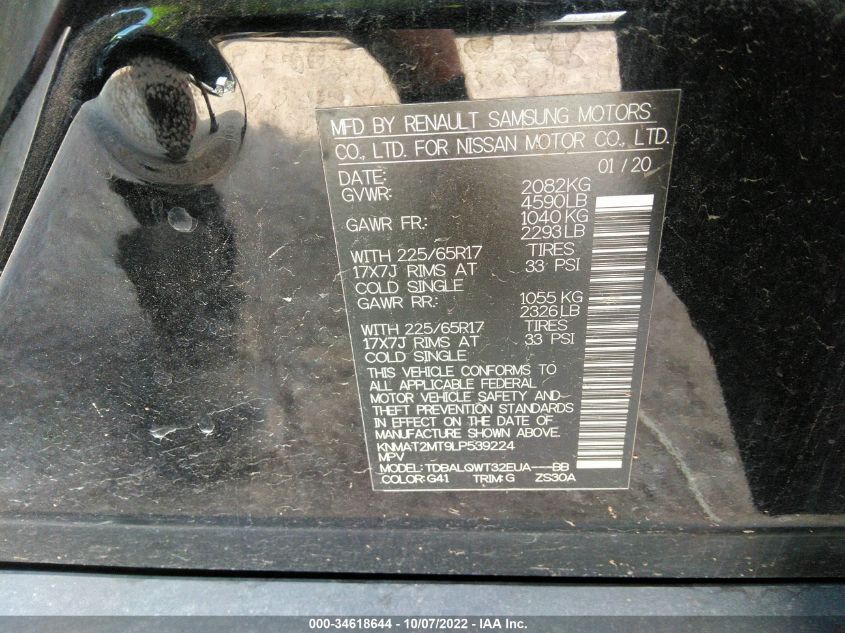 MFD BY RENAULT SAMSUNG MOTORS
CO., LTD. FOR NISSAN MOTOR CO., LTD.
DATE: 01/20
GVWR: 2082KG
4590LB
GAWR FR.: 1040KG
2293LB
WITH 225/65R17 TIRES
17X7J RIMS AT 33 PSI
COLD SINGLE
GAWR RR.: 1055 KG
2326LB
WITH 225/65R17 TIRES
17X7J RIMS AT 33 PSI
COLD SINGLE
THIS VEHICLE CONFORMS TO
ALL APPLICABLE FEDERAL
MOTOR VEHICLE SAFETY AND
THEFT PREVENTION STANDARDS
IN EFFECT ON THE DATE OF
MANUFACTURE SHOWN ABOVE.
KNMAT2MT9LP539224
MPV
MODEL: TDBALQWT32EUA----BB
COLOR: G41 TRIM: G ZS30A
000-34618644 - 10/07/2022 - IAA Inc.